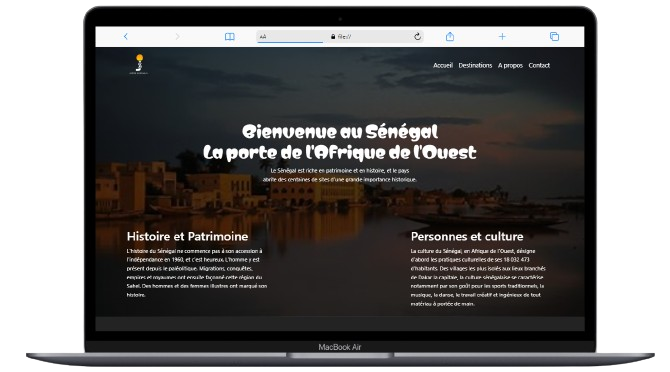 AA
file://
Accueil Destinations A propos Contact
Bienvenue au Sénégal
La porte de l'Afrique de l'Ouest
Le Sénégal est riche en patrimoine et en histoire, et le pays
abrite des centaines de sites d'une grande importance historique.
Histoire et Patrimoine
L'histoire du Sénégal ne commence pas à son accession à
l'indépendance en 1960, et c'est heureux. L'homme y est
présent depuis le paléolitique. Migrations, conquêtes,
empires et royaumes ont ensuite façonné cette région du
Sahel. Des hommes et des femmes illustres ont marqué son
histoire.
Personnes et culture
La culture du Sénégal, en Afrique de l'Ouest, désigne
d'abord les pratiques culturelles de ses 18 032 473
d'habitants. Des villages les plus isolés aux lieux branchés
de Dakar la capitale, la culture sénégalaise se caractérise
notamment par son goût pour les sports traditionnels, la
musique, la danse, le travail créatif et ingénieux de tout
matériau à portée de main.
MacBook Air